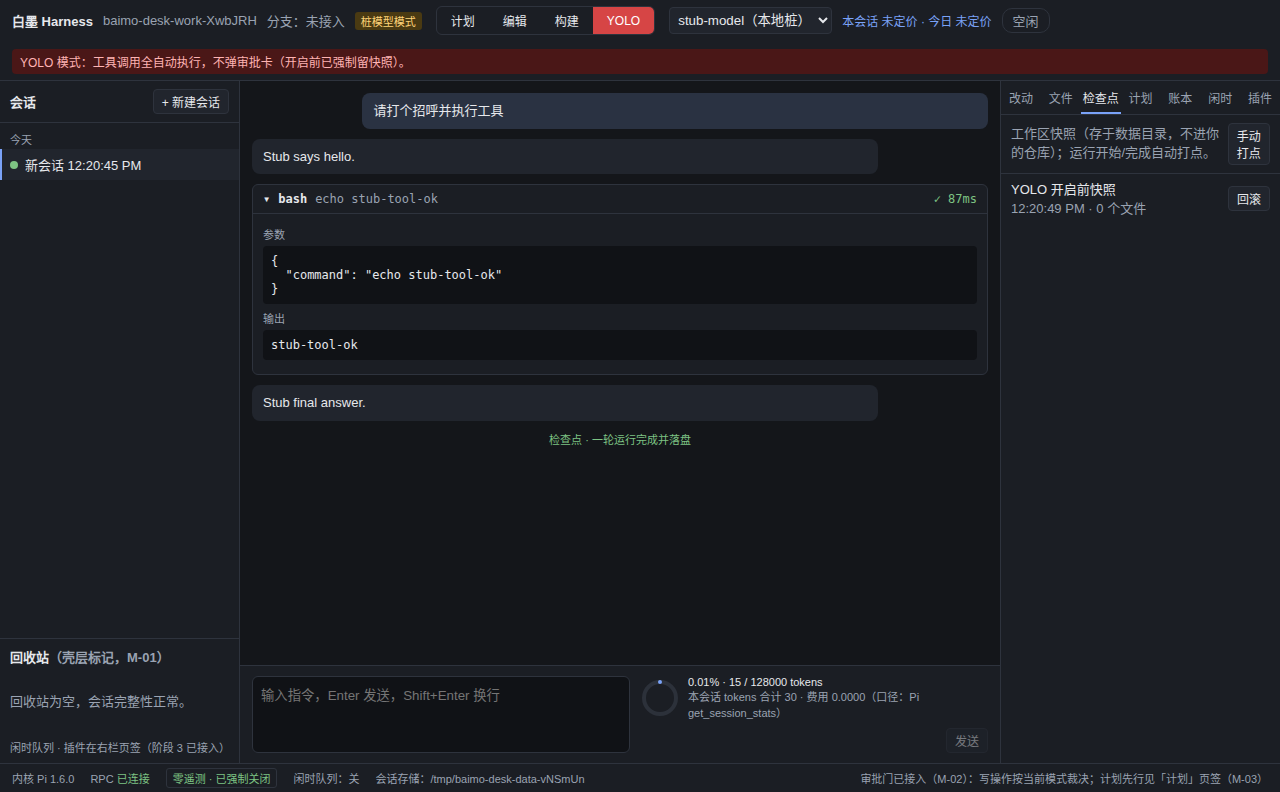 白墨 Harness baimo-desk-work-XwbJRH 分支：未接入 桩模型模式 计划 编辑 构建 YOLO stub-model（本地桩） 本会话 未定价 · 今日 未定价 空闲
YOLO 模式：工具调用全自动执行，不弹审批卡（开启前已强制留快照）。
会话 + 新建会话
今天
新会话 12:20:45 PM
请打个招呼并执行工具
Stub says hello.
▾ bash echo stub-tool-ok ✓ 87ms
参数
{
"command": "echo stub-tool-ok"
}
输出
stub-tool-ok
Stub final answer.
检查点 · 一轮运行完成并落盘
改动 文件 检查点 计划 账本 闲时 插件
工作区快照（存于数据目录，不进你
的仓库）；运行开始/完成自动打点。
手动
打点
YOLO 开启前快照
12:20:49 PM · 0 个文件
回滚
回收站（壳层标记，M-01）
回收站为空，会话完整性正常。
闲时队列 · 插件在右栏页签（阶段 3 已接入）
输入指令，Enter 发送，Shift+Enter 换行
0.01% · 15 / 128000 tokens
本会话 tokens 合计 30 · 费用 0.0000（口径：Pi
get_session_stats）
发送
内核 Pi 1.6.0 RPC 已连接 零遥测 · 已强制关闭 闲时队列：关 会话存储：/tmp/baimo-desk-data-vNSmUn 审批门已接入（M-02）：写操作按当前模式裁决；计划先行见「计划」页签（M-03）